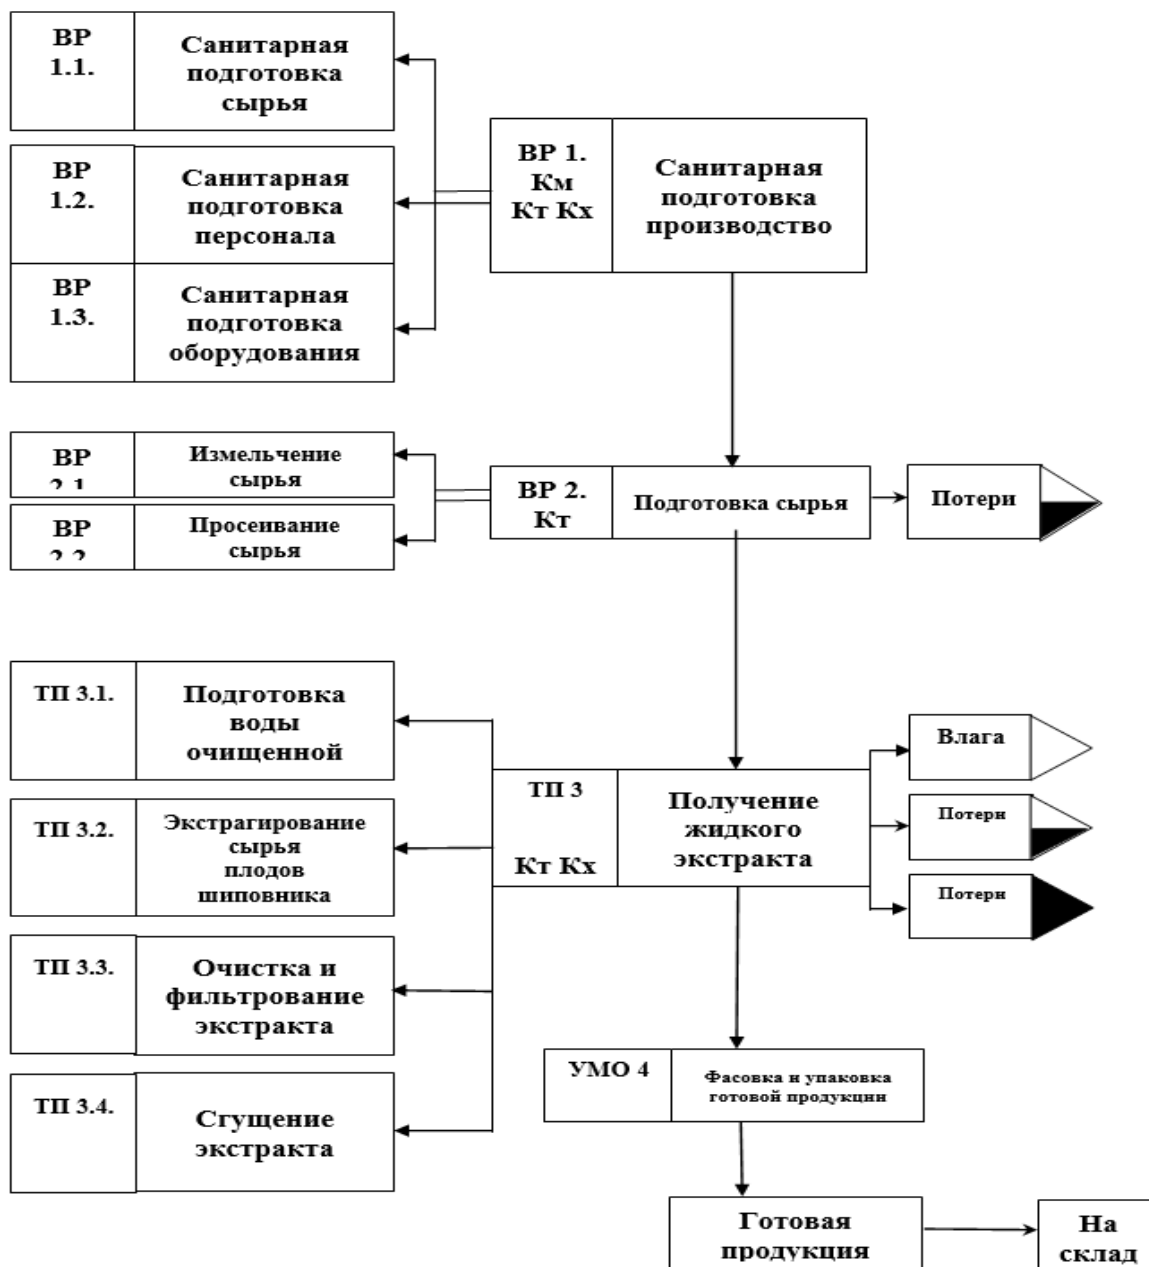 ВР
1.1.
Санитарная
подготовка
сырья
ВР
1.2.
Санитарная
подготовка
персонала
ВР
1.3.
Санитарная
подготовка
оборудования
ВР 1.
Км
Кт Кх
Санитарная
подготовка
производство
ВР
2.1
Измельчение
сырья
ВР
2.2
Просеивание
сырья
ВР 2.
Кт
Подготовка сырья
Потери
ТП 3.1.
Подготовка
воды
очищенной
ТП 3.2.
Экстрагирование
сырья
плодов
шиповника
ТП 3.3.
Очистка и
фильтрование
экстракта
ТП 3.4.
Сгущение
экстракта
ТП 3
Кт Кх
Получение
жидкого
экстракта
Влага
Потери
Потери
УМО 4
Фасовка и упаковка
готовой продукции
Готовая
продукция
На
склад